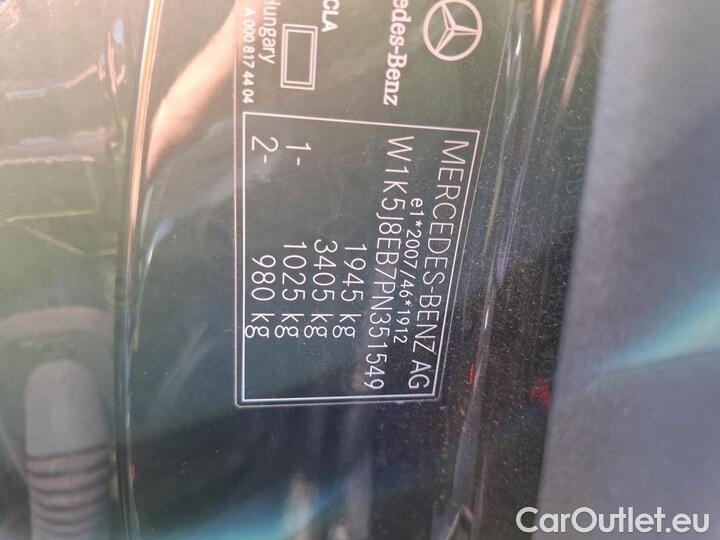 Mercedes-Benz
CLA
Hungary
A 000 817 44 04
MERCEDES-BENZ AG
e1*2007/46*1912
W1K5J8EB7PN351549
1945 kg
3405 kg
1- 1025 kg
2- 980 kg
CarOutlet.eu